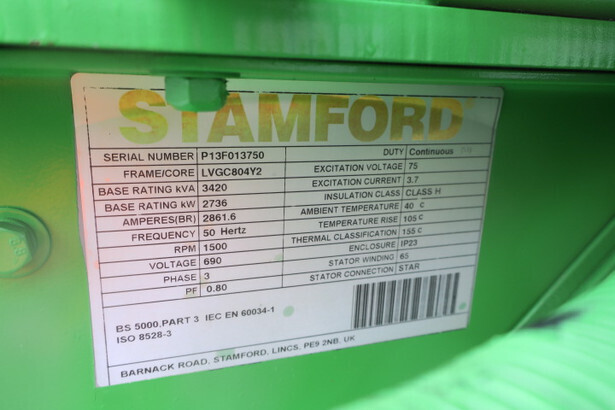 STAMFORD
SERIAL NUMBER P13F013750 DUTY Continuous
FRAME/CORE LVGC804Y2 EXCITATION VOLTAGE 75
BASE RATING kVA 3420 EXCITATION CURRENT 3.7
BASE RATING kW 2736 INSULATION CLASS CLASS H
AMPERES(BR) 2861.6 AMBIENT TEMPERATURE 40 c
FREQUENCY 50 Hertz TEMPERATURE RISE 105 c
RPM 1500 THERMAL CLASSIFICATION 155 c
VOLTAGE 690 ENCLOSURE IP23
PHASE 3 STATOR WINDING 65
PF 0.80 STATOR CONNECTION STAR
BS 5000,PART 3 IEC EN 60034-1
ISO 8528-3
BARNACK ROAD, STAMFORD, LINCS, PE9 2NB, UK